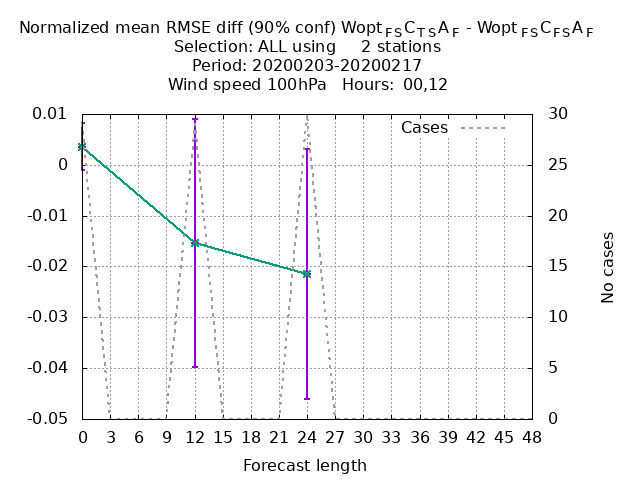 Normalized mean RMSE diff (90% conf) Wopt FS C T S A F - Wopt FS C F S A F
Selection: ALL using 2 stations
Period: 20200203-20200217
Wind speed 100hPa Hours: 00,12
Cases
0.01
0
-0.01
-0.02
-0.03
-0.04
-0.05
30
25
20
15
10
5
0
No cases
0 3 6 9 12 15 18 21 24 27 30 33 36 39 42 45 48
Forecast length